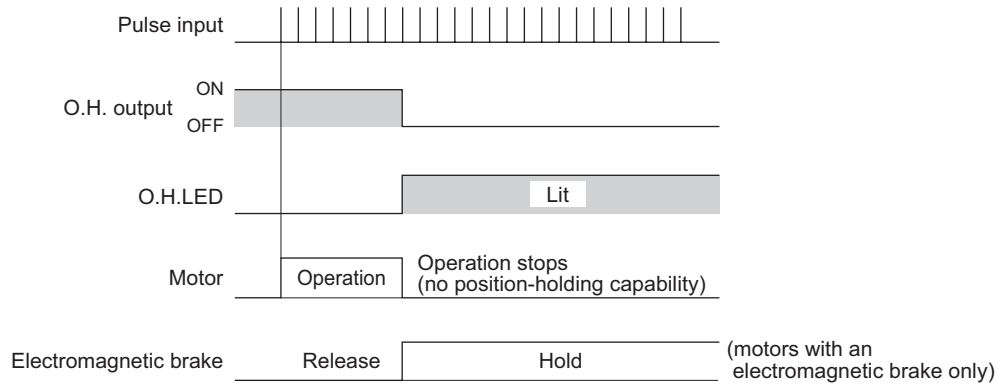 Pulse input
ON
O.H. output
OFF
O.H.LED
Lit
Motor
Operation
Operation stops
(no position-holding capability)
Electromagnetic brake
Release
Hold
(motors with an
electromagnetic brake only)